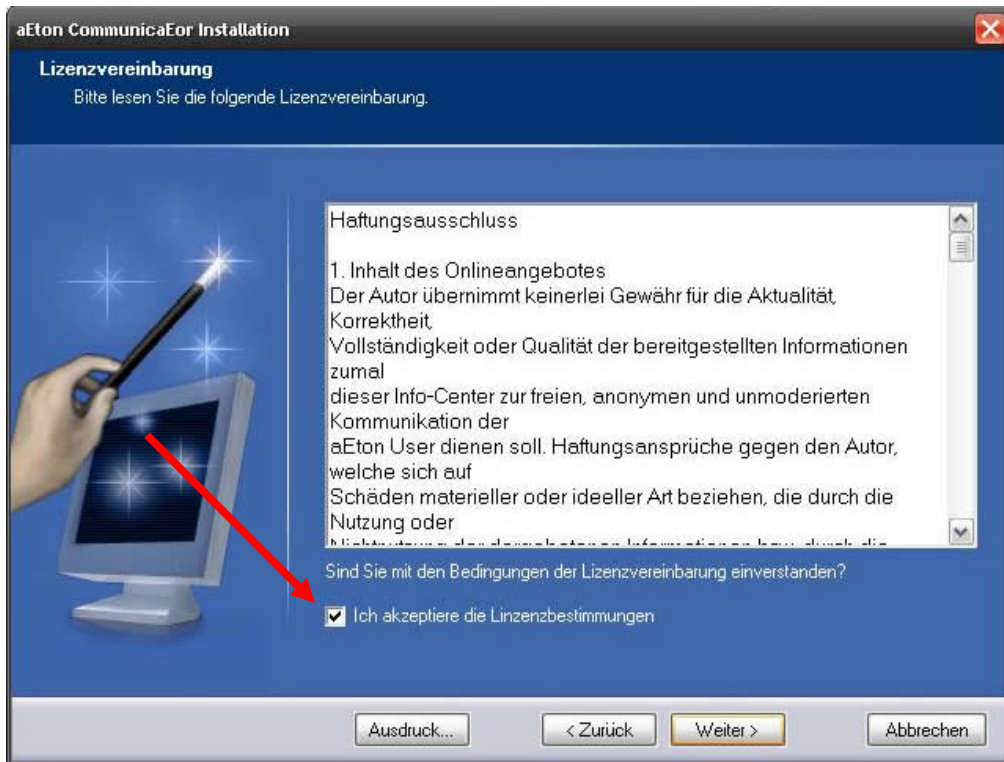 aEton CommunicaEor Installation
Lizenzvereinbarung
Bitte lesen Sie die folgende Lizenzvereinbarung.
Haftungsausschluss
1. Inhalt des Onlineangebotes
Der Autor übernimmt keinerlei Gewähr für die Aktualität,
Korrektheit,
Vollständigkeit oder Qualität der bereitgestellten Informationen
zumal
dieser Info-Center zur freien, anonymen und unmoderierten
Kommunikation der
aEton User dienen soll. Haftungsansprüche gegen den Autor,
welche sich auf
Schäden materieller oder ideeller Art beziehen, die durch die
Nutzung oder
Sind Sie mit den Bedingungen der Lizenzvereinbarung einverstanden?
Ich akzeptiere die Linzenzbestimmungen
Ausdruck...
< Zurück
Weiter >
Abbrechen